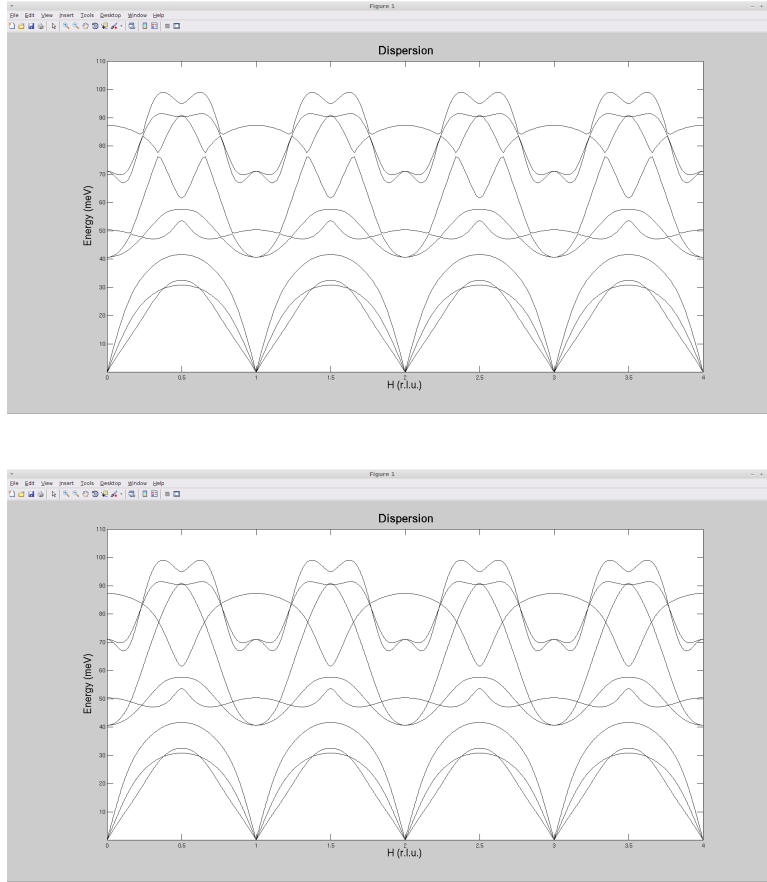 Figure 1
File Edit View Insert Tools Desktop Window Help
Dispersion
110
100
90
80
70
60
50
40
30
20
10
Energy (meV)
0 0.5 1 1.5 2 2.5 3 3.5 4
H (r.l.u.)
Figure 1
File Edit View Insert Tools Desktop Window Help
Dispersion
110
100
90
80
70
60
50
40
30
20
10
Energy (meV)
0 0.5 1 1.5 2 2.5 3 3.5 4
H (r.l.u.)